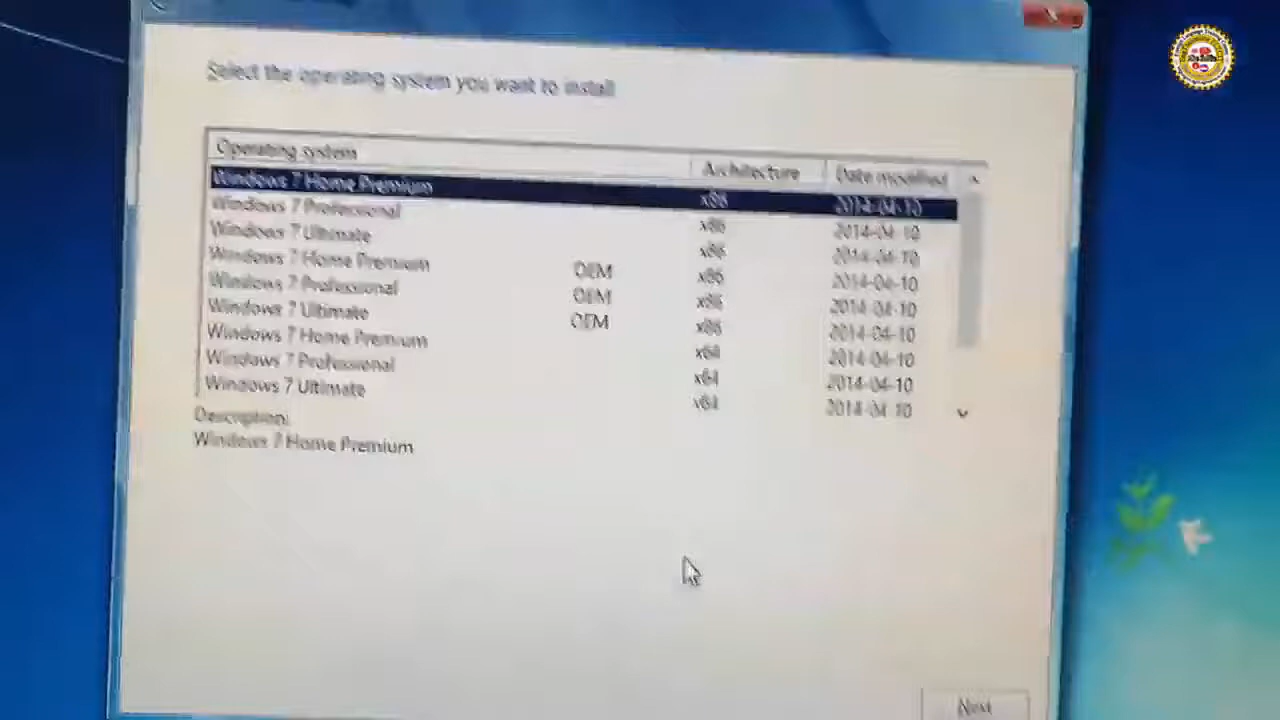 Select the operating system you want to install
Operating system Architecture Date modified
Windows 7 Home Premium x86 2014-04-10
Windows 7 Professional x86 2014-04-10
Windows 7 Ultimate x86 2014-04-10
Windows 7 Home Premium OEM x86 2014-04-10
Windows 7 Professional OEM x86 2014-04-10
Windows 7 Ultimate OEM x86 2014-04-10
Windows 7 Home Premium x64 2014-04-10
Windows 7 Professional x64 2014-04-10
Windows 7 Ultimate x64 2014-04-10
Description:
Windows 7 Home Premium
Next